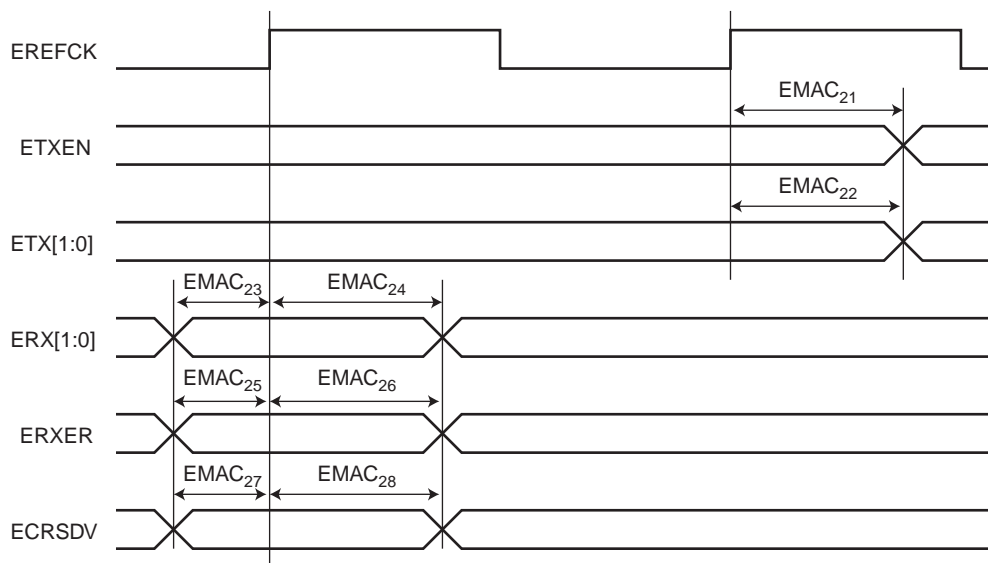 EREFCK
EMAC21
ETXEN
EMAC22
ETX[1:0]
EMAC23 EMAC24
ERX[1:0]
EMAC25 EMAC26
ERXER
EMAC27 EMAC28
ECRSDV